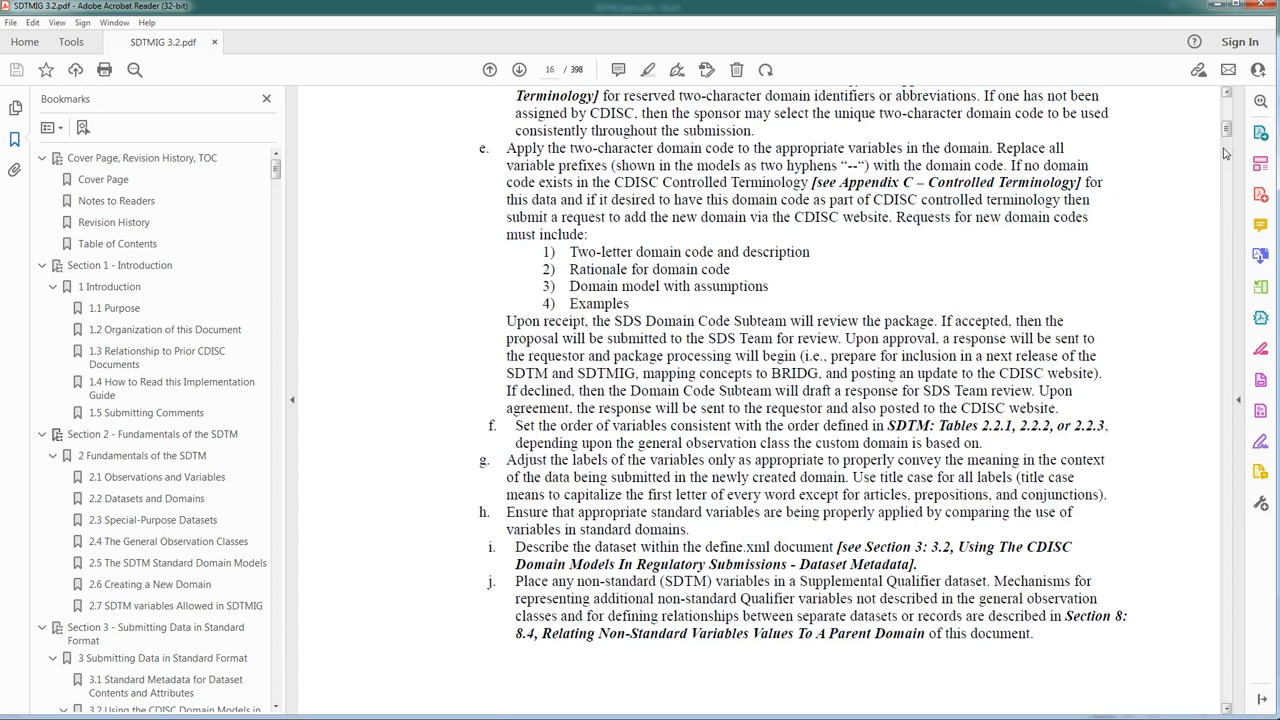 SDTMIG 3.2.pdf - Adobe Acrobat Reader (32-bit)
File Edit View Sign Window Help
Home Tools SDTMIG 3.2.pdf × Sign In
16 / 398
Bookmarks
Cover Page, Revision History, TOC
Cover Page
Notes to Readers
Revision History
Table of Contents
Section 1 - Introduction
1 Introduction
1.1 Purpose
1.2 Organization of this Document
1.3 Relationship to Prior CDISC
Documents
1.4 How to Read this Implementation
Guide
1.5 Submitting Comments
Section 2 - Fundamentals of the SDTM
2 Fundamentals of the SDTM
2.1 Observations and Variables
2.2 Datasets and Domains
2.3 Special-Purpose Datasets
2.4 The General Observation Classes
2.5 The SDTM Standard Domain Models
2.6 Creating a New Domain
2.7 SDTM variables Allowed in SDTMIG
Section 3 - Submitting Data in Standard
Format
3 Submitting Data in Standard Format
3.1 Standard Metadata for Dataset
Contents and Attributes
3.2 Using the CDISC Domain Models in
Terminology] for reserved two-character domain identifiers or abbreviations. If one has not been
assigned by CDISC, then the sponsor may select the unique two-character domain code to be used
consistently throughout the submission.
e. Apply the two-character domain code to the appropriate variables in the domain. Replace all
variable prefixes (shown in the models as two hyphens “--“) with the domain code. If no domain
code exists in the CDISC Controlled Terminology [see Appendix C – Controlled Terminology] for
this data and if it desired to have this domain code as part of CDISC controlled terminology then
submit a request to add the new domain via the CDISC website. Requests for new domain codes
must include:
1) Two-letter domain code and description
2) Rationale for domain code
3) Domain model with assumptions
4) Examples
Upon receipt, the SDS Domain Code Subteam will review the package. If accepted, then the
proposal will be submitted to the SDS Team for review. Upon approval, a response will be sent to
the requestor and package processing will begin (i.e., prepare for inclusion in a next release of the
SDTM and SDTMIG, mapping concepts to BRIDG, and posting an update to the CDISC website).
If declined, then the Domain Code Subteam will draft a response for SDS Team review. Upon
agreement, the response will be sent to the requestor and also posted to the CDISC website.
f. Set the order of variables consistent with the order defined in SDTM: Tables 2.2.1, 2.2.2, or 2.2.3,
depending upon the general observation class the custom domain is based on.
g. Adjust the labels of the variables only as appropriate to properly convey the meaning in the context
of the data being submitted in the newly created domain. Use title case for all labels (title case
means to capitalize the first letter of every word except for articles, prepositions, and conjunctions).
h. Ensure that appropriate standard variables are being properly applied by comparing the use of
variables in standard domains.
i. Describe the dataset within the define.xml document [see Section 3: 3.2, Using The CDISC
Domain Models In Regulatory Submissions - Dataset Metadata].
j. Place any non-standard (SDTM) variables in a Supplemental Qualifier dataset. Mechanisms for
representing additional non-standard Qualifier variables not described in the general observation
classes and for defining relationships between separate datasets or records are described in Section 8:
8.4, Relating Non-Standard Variables Values To A Parent Domain of this document.